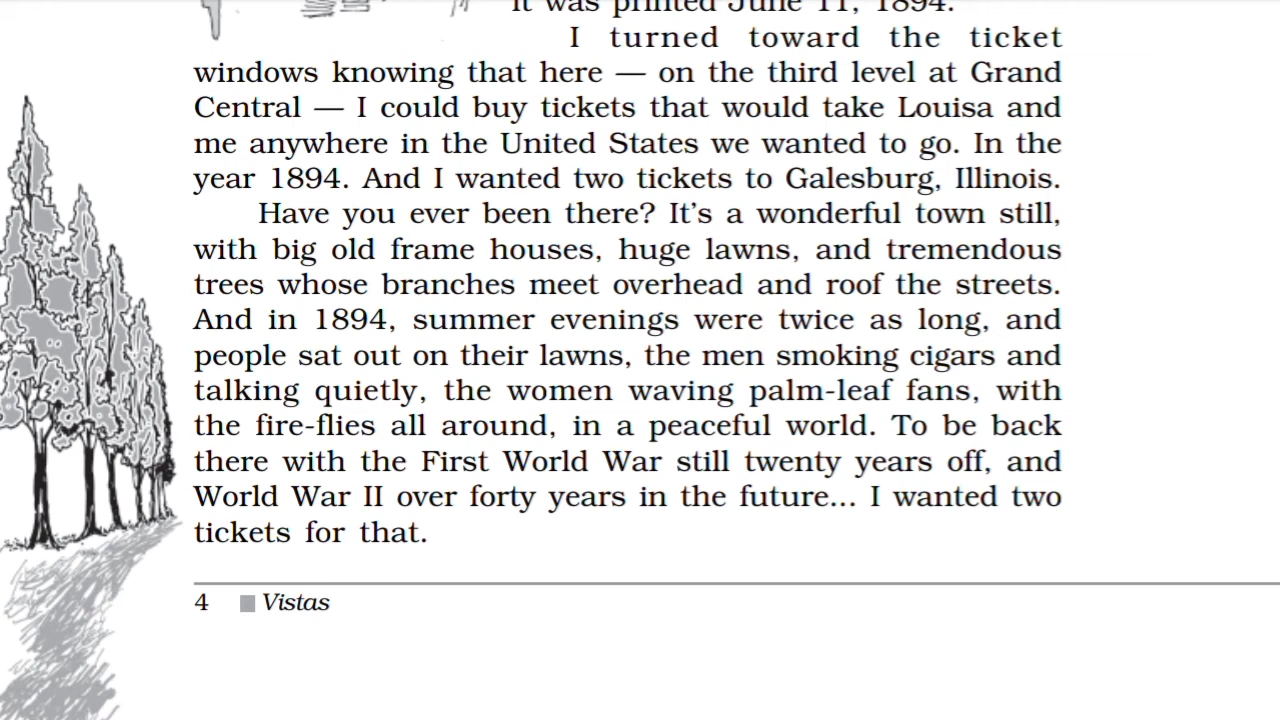 it was printed June 11, 1894.
I turned toward the ticket
windows knowing that here — on the third level at Grand
Central — I could buy tickets that would take Louisa and
me anywhere in the United States we wanted to go. In the
year 1894. And I wanted two tickets to Galesburg, Illinois.
Have you ever been there? It's a wonderful town still,
with big old frame houses, huge lawns, and tremendous
trees whose branches meet overhead and roof the streets.
And in 1894, summer evenings were twice as long, and
people sat out on their lawns, the men smoking cigars and
talking quietly, the women waving palm-leaf fans, with
the fire-flies all around, in a peaceful world. To be back
there with the First World War still twenty years off, and
World War II over forty years in the future... I wanted two
tickets for that.
4 Vistas